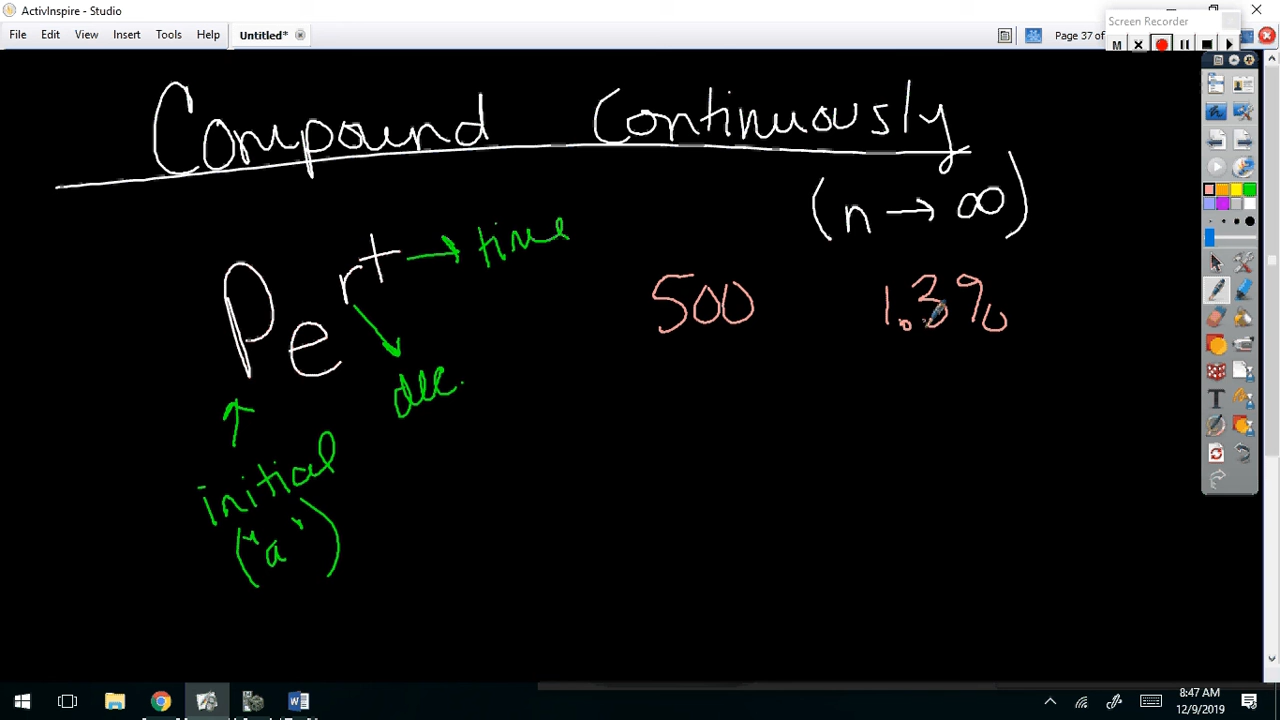 ActivInspire - Studio
Screen Recorder
File Edit View Insert Tools Help Untitled* Page 37 of
M
Compound Continuously
(n → ∞)
Pe^rt → time
500 1.3%
dec.
initial
("a")
T
8:47 AM
12/9/2019